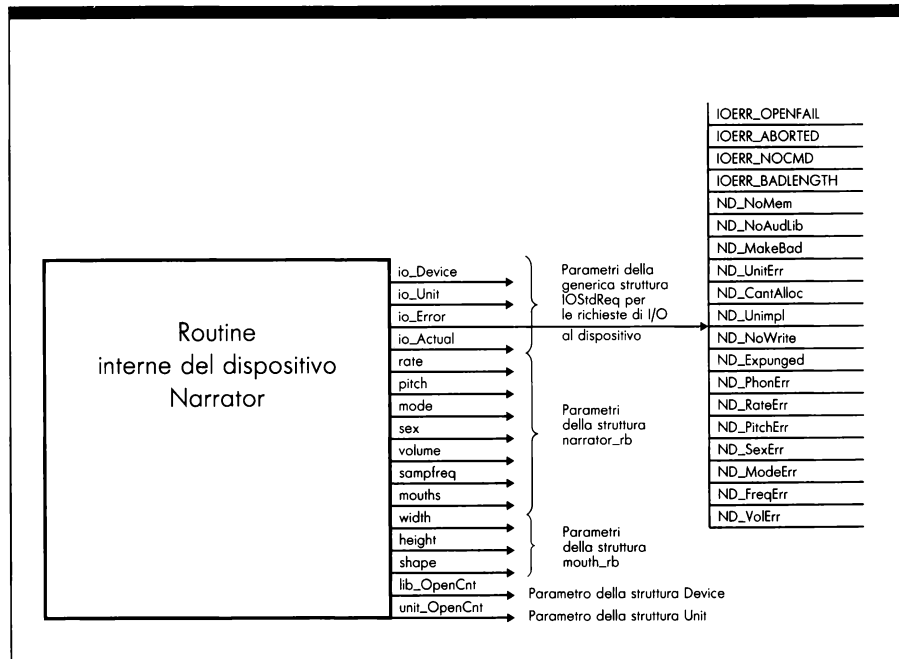 Routine
interne del dispositivo
Narrator
io_Device
io_Unit
io_Error
io_Actual
rate
pitch
mode
sex
volume
sampfreq
mouths
width
height
shape
lib_OpenCnt
unit_OpenCnt
Parametri della
generica struttura
IOStdReq per
le richieste di I/O
al dispositivo
Parametri
della struttura
narrator_rb
Parametri
della struttura
mouth_rb
Parametro della struttura Device
Parametro della struttura Unit
IOERR_OPENFAIL
IOERR_ABORTED
IOERR_NOCMD
IOERR_BADLENGTH
ND_NoMem
ND_NoAudLib
ND_MakeBad
ND_UnitErr
ND_CantAlloc
ND_Unimpl
ND_NoWrite
ND_Expunged
ND_PhonErr
ND_RateErr
ND_PitchErr
ND_SexErr
ND_ModeErr
ND_FreqErr
ND_VolErr